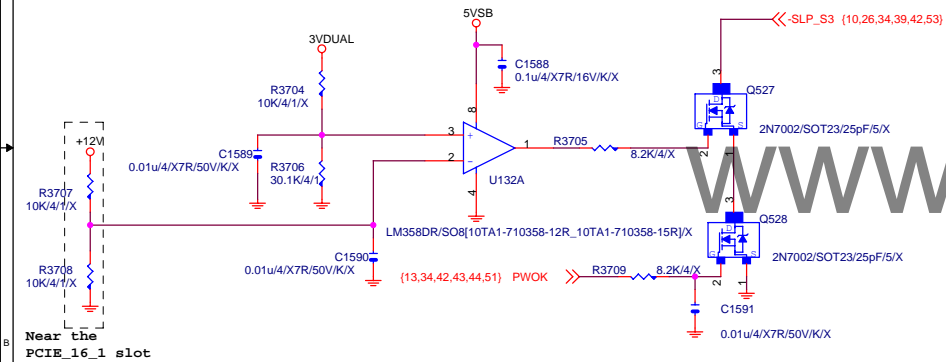 5VSB
-SLP_S3 {10,26,34,39,42,53}
3VDUAL
C1588
0.1u/4/X7R/16V/K/X
R3704
10K/4/1/X
3
D
Q527
G
S
2N7002/SOT23/25pF/5/X
2
1
+12V
C1589
0.01u/4/X7R/50V/K/X
R3706
30.1K/4/1
8
3
+
2
-
1
4
U132A
R3705
8.2K/4/X
WWW
R3707
10K/4/1/X
LM358DR/SO8[10TA1-710358-12R_10TA1-710358-15R]/X
3
D
Q528
G
S
2N7002/SOT23/25pF/5/X
2
1
R3708
10K/4/1/X
C1590
0.01u/4/X7R/50V/K/X
{13,34,42,43,44,51} PWOK
R3709
8.2K/4/X
C1591
0.01u/4/X7R/50V/K/X
B
Near the
PCIE_16_1 slot